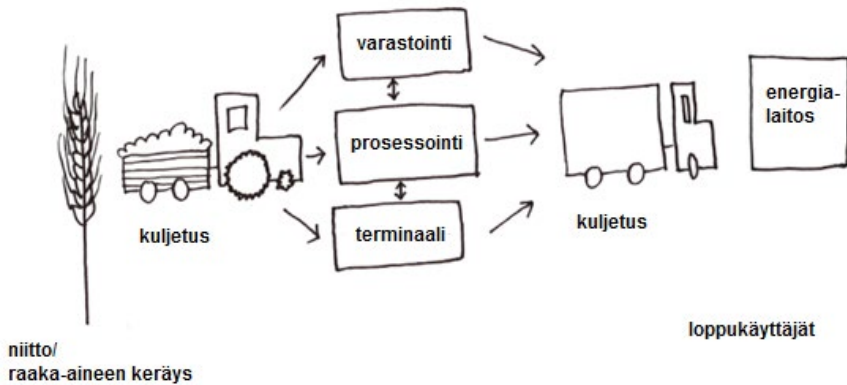 varastointi
energia-
laitos
prosessointi
kuljetus
terminaali
kuljetus
loppukäyttäjät
niitto/
raaka-aineen keräys